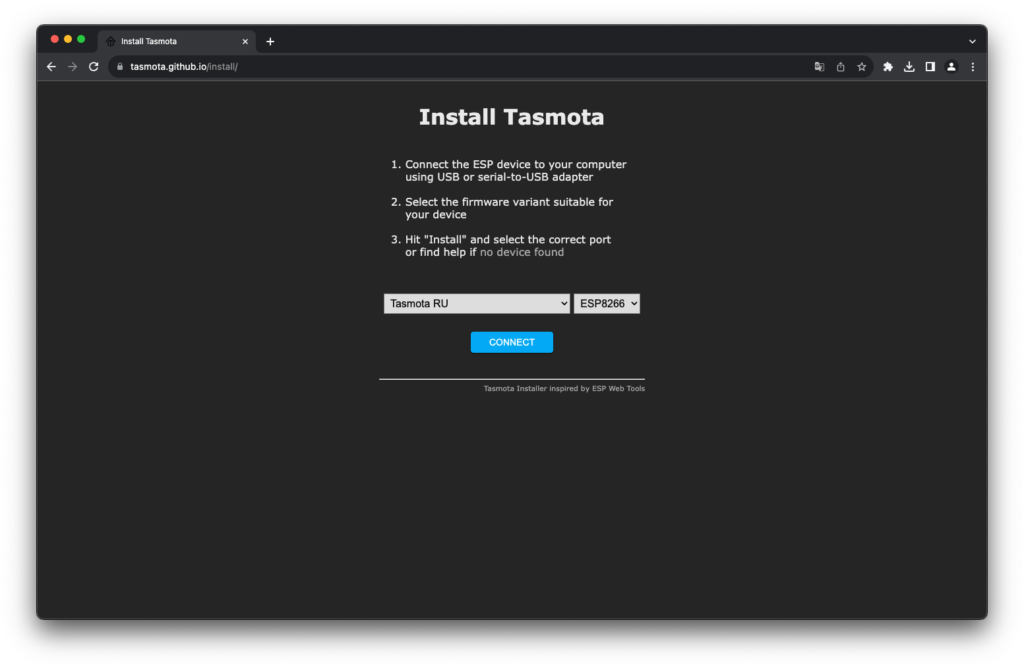 Install Tasmota
tasmota.github.io/install/
Install Tasmota
1. Connect the ESP device to your computer
using USB or serial-to-USB adapter
2. Select the firmware variant suitable for
your device
3. Hit "Install" and select the correct port
or find help if no device found
Tasmota RU ESP8266
CONNECT
Tasmota Installer inspired by ESP Web Tools